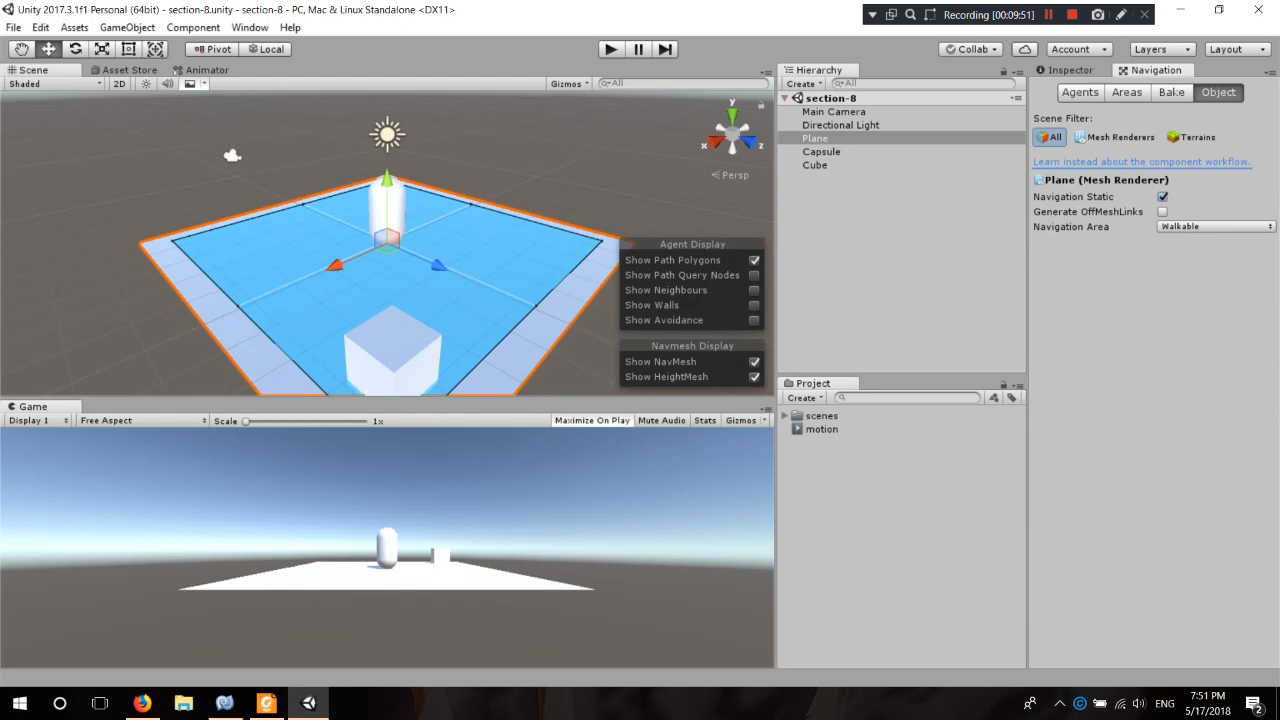 Unity 2017.3.1f1 Personal (64bit) - section-8.unity - section-8 - PC, Mac & Linux Standalone <DX11>
Recording [00:09:51]
File Edit Assets GameObject Component Window Help
Pivot Local
Collab Account Layers Layout
Scene Asset Store Animator
Shaded 2D Gizmos All
y
x z
Persp
Agent Display
Show Path Polygons
Show Path Query Nodes
Show Neighbours
Show Walls
Show Avoidance
Navmesh Display
Show NavMesh
Show HeightMesh
Game
Display 1 Free Aspect Scale 1x Maximize On Play Mute Audio Stats Gizmos
Hierarchy
Create All
section-8
Main Camera
Directional Light
Plane
Capsule
Cube
Project
Create
scenes
motion
Inspector Navigation
Agents Areas Bake Object
Scene Filter:
All Mesh Renderers Terrains
Learn instead about the component workflow.
Plane (Mesh Renderer)
Navigation Static
Generate OffMeshLinks
Navigation Area Walkable
ENG
7:51 PM
5/17/2018
2